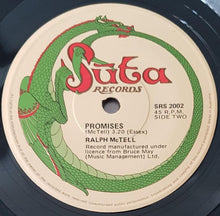 Sūta
RECORDS
SRS 2002
45 R.P.M.
SIDE TWO
PROMISES
(McTell) 3.20 (Essex)
RALPH McTELL
Record manufactured under
licence from Bruce May
(Music Management) Ltd.